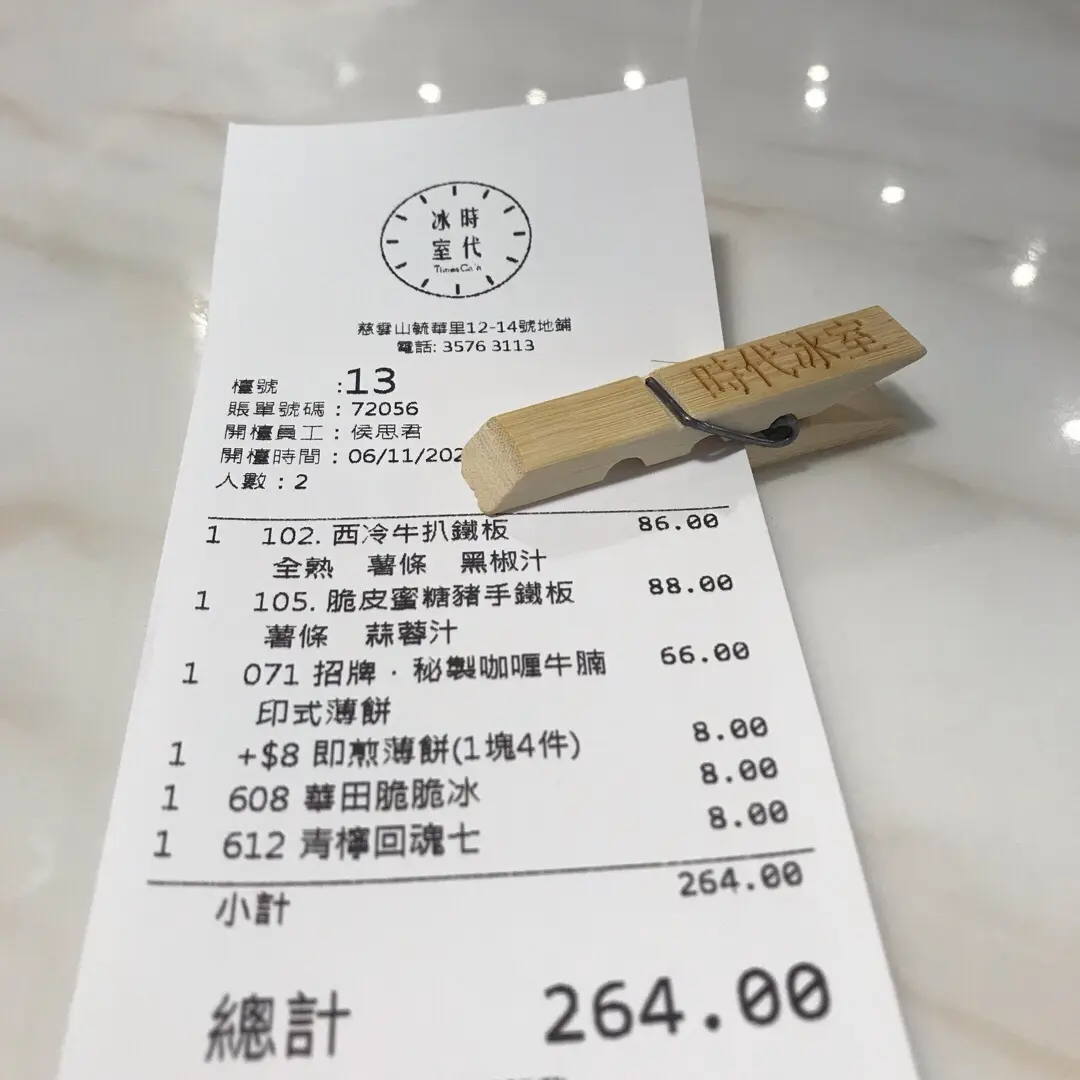 時代冰室
Times Ca'n
慈雲山毓華里12-14號地鋪
電話: 3576 3113
檯號 :13
賬單號碼 : 72056
開檯員工 : 侯思君
開檯時間 : 06/11/202
人數 : 2
時代冰室
1 102. 西冷牛扒鐵板 86.00
全熟 薯條 黑椒汁
1 105. 脆皮蜜糖豬手鐵板 88.00
薯條 蒜蓉汁
1 071 招牌 · 秘製咖喱牛腩 66.00
印式薄餅
1 +$8 即煎薄餅(1塊4件) 8.00
1 608 華田脆脆冰 8.00
1 612 青檸回魂七 8.00
小計 264.00
總計 264.00